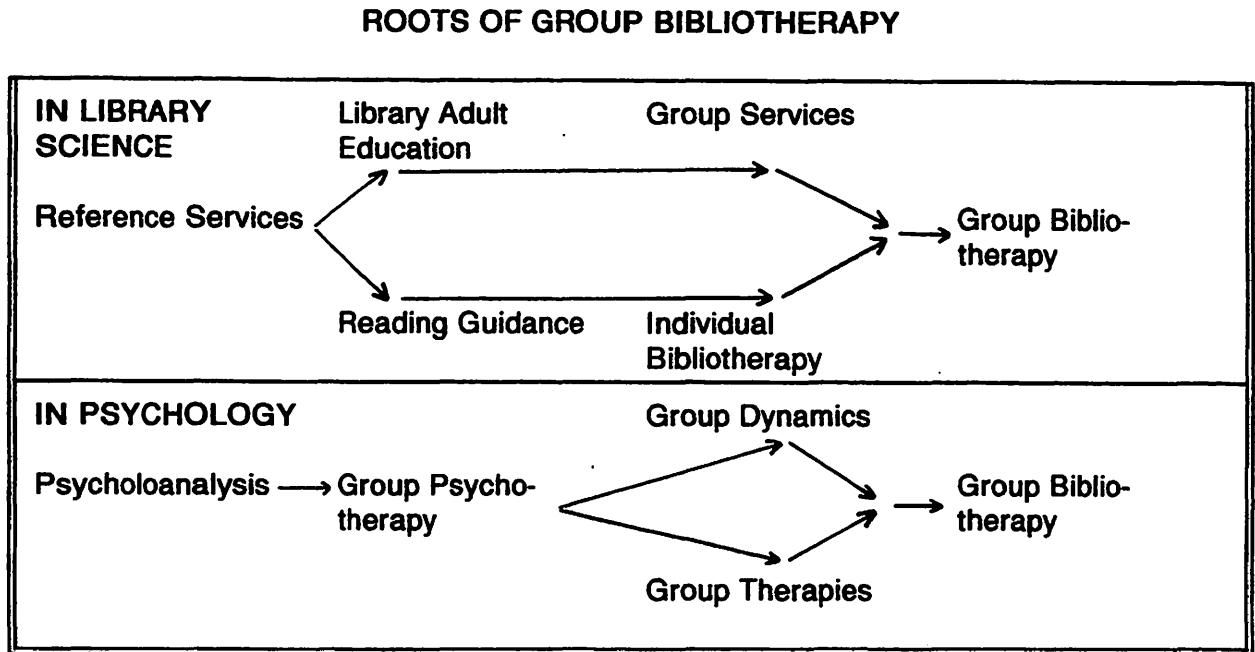 ROOTS OF GROUP BIBLIOTHERAPY
IN LIBRARY
SCIENCE
Library Adult
Education
Group Services
Reference Services
Group Biblio-
therapy
Reading Guidance
Individual
Bibliotherapy
IN PSYCHOLOGY
Group Dynamics
Psycholoanalysis
Group Psycho-
therapy
Group Biblio-
therapy
Group Therapies